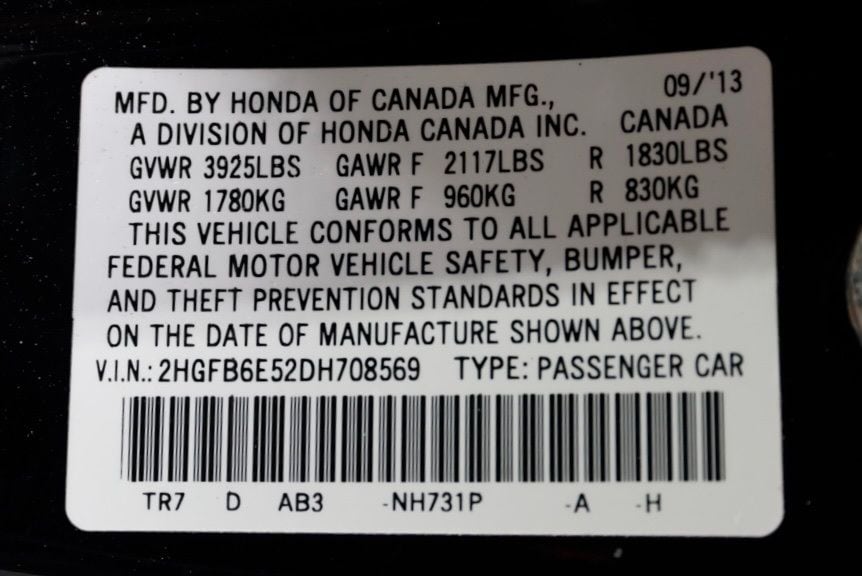 MFD. BY HONDA OF CANADA MFG., 09/'13
A DIVISION OF HONDA CANADA INC. CANADA
GVWR 3925LBS GAWR F 2117LBS R 1830LBS
GVWR 1780KG GAWR F 960KG R 830KG
THIS VEHICLE CONFORMS TO ALL APPLICABLE
FEDERAL MOTOR VEHICLE SAFETY, BUMPER,
AND THEFT PREVENTION STANDARDS IN EFFECT
ON THE DATE OF MANUFACTURE SHOWN ABOVE.
V.I.N.: 2HGFB6E52DH708569 TYPE: PASSENGER CAR
TR7 D AB3 -NH731P -A -H